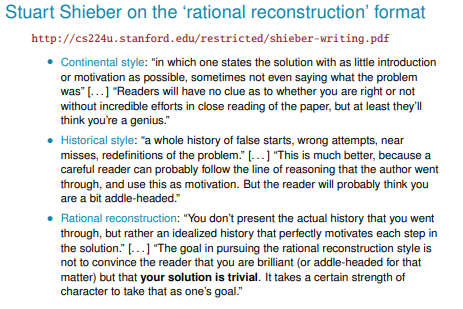 Stuart Shieber on the ‘rational reconstruction’ format
http://cs224u.stanford.edu/restricted/shieber-writing.pdf
• Continental style: “in which one states the solution with as little introduction
or motivation as possible, sometimes not even saying what the problem
was” [...] “Readers will have no clue as to whether you are right or not
without incredible efforts in close reading of the paper, but at least they’ll
think you’re a genius.”
• Historical style: “a whole history of false starts, wrong attempts, near
misses, redefinitions of the problem.” [...] “This is much better, because a
careful reader can probably follow the line of reasoning that the author went
through, and use this as motivation. But the reader will probably think you
are a bit addle-headed.”
• Rational reconstruction: “You don’t present the actual history that you went
through, but rather an idealized history that perfectly motivates each step in
the solution.” [...] “The goal in pursuing the rational reconstruction style is
not to convince the reader that you are brilliant (or addle-headed for that
matter) but that your solution is trivial. It takes a certain strength of
character to take that as one’s goal.”